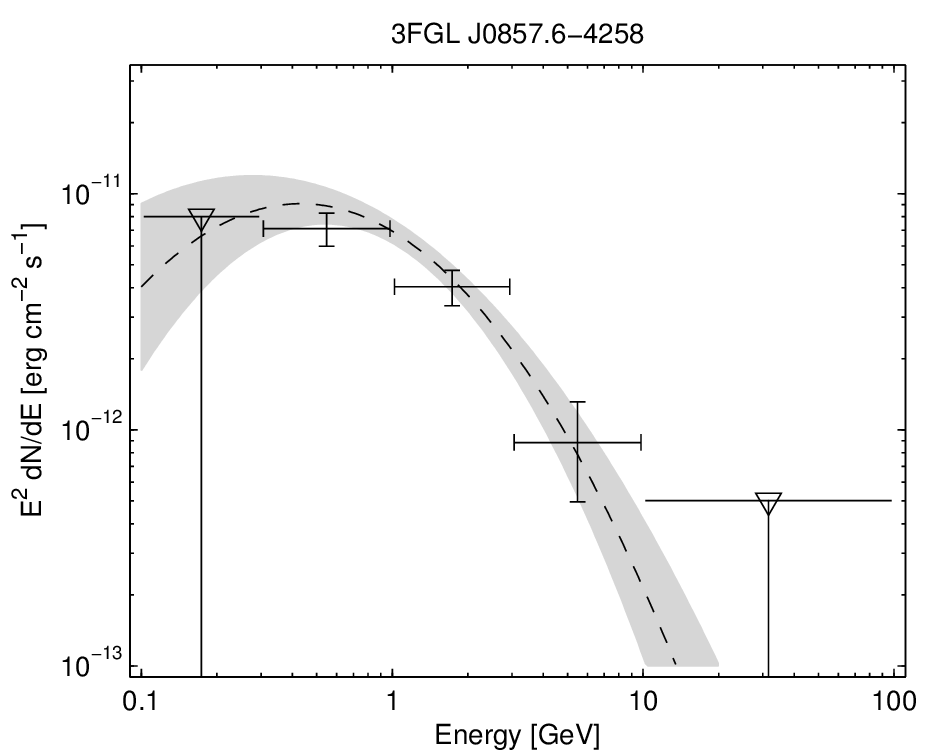 3FGL J0857.6−4258
E² dN/dE [erg cm⁻² s⁻¹]
10⁻¹¹
10⁻¹²
10⁻¹³
0.1 1 10 100
Energy [GeV]